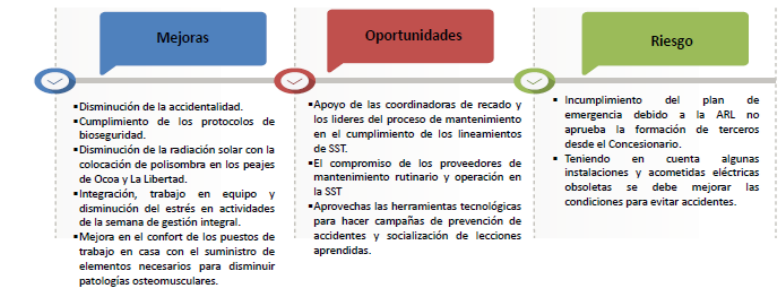 Mejoras
▪Disminución de la accidentalidad.
▪Cumplimiento de los protocolos de
bioseguridad.
▪Disminución de la radiación solar con la
colocación de polisombra en los peajes
de Ocoa y La Libertad.
▪Integración, trabajo en equipo y
disminución del estrés en actividades
de la semana de gestión integral.
▪Mejora en el confort de los puestos de
trabajo en casa con el suministro de
elementos necesarios para disminuir
patologías osteomusculares.
Oportunidades
▪Apoyo de las coordinadoras de recado y
los lideres del proceso de mantenimiento
en el cumplimiento de los lineamientos
de SST.
▪El compromiso de los proveedores de
mantenimiento rutinario y operación en
la SST
▪Aprovechas las herramientas tecnológicas
para hacer campañas de prevención de
accidentes y socialización de lecciones
aprendidas.
Riesgo
▪ Incumplimiento del plan de
emergencia debido a la ARL no
aprueba la formación de terceros
desde el Concesionario.
▪ Teniendo en cuenta algunas
instalaciones y acometidas eléctricas
obsoletas se debe mejorar las
condiciones para evitar accidentes.